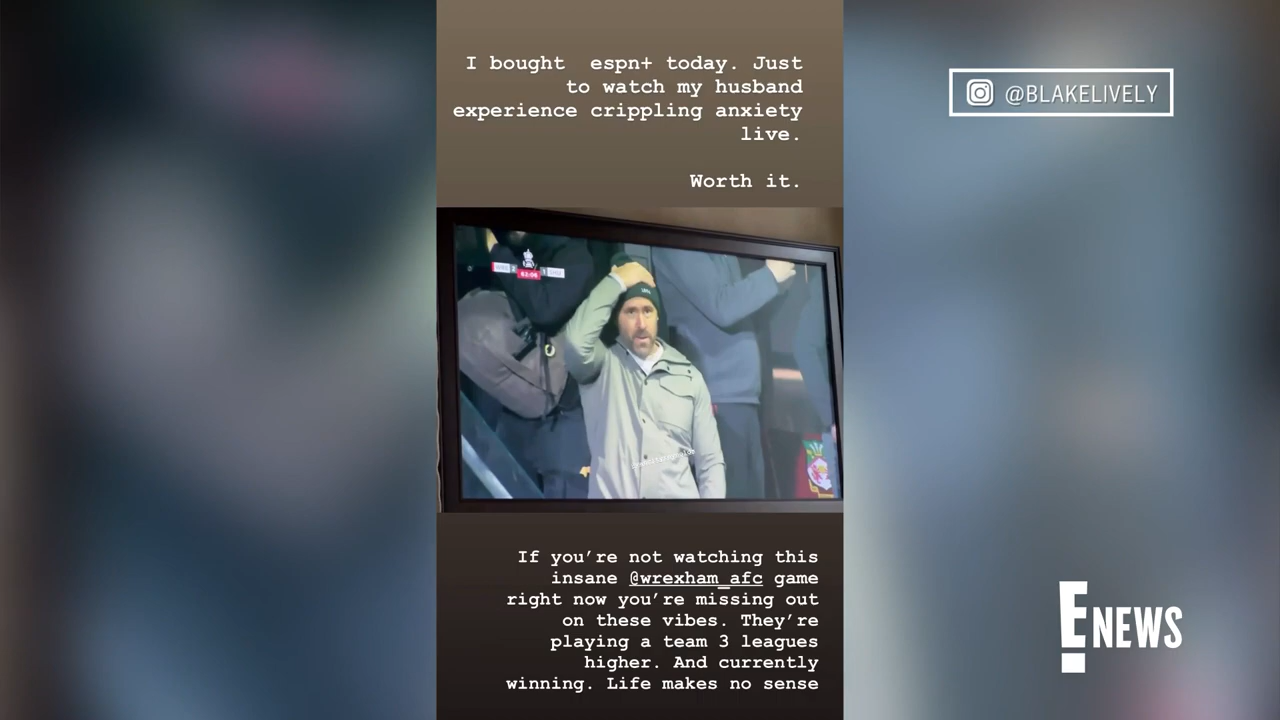 I bought espn+ today. Just
to watch my husband
experience crippling anxiety
live.
Worth it.
@BLAKELIVELY
62:06
If you’re not watching this
insane @wrexham_afc game
right now you’re missing out
on these vibes. They’re
playing a team 3 leagues
higher. And currently
winning. Life makes no sense
E! NEWS